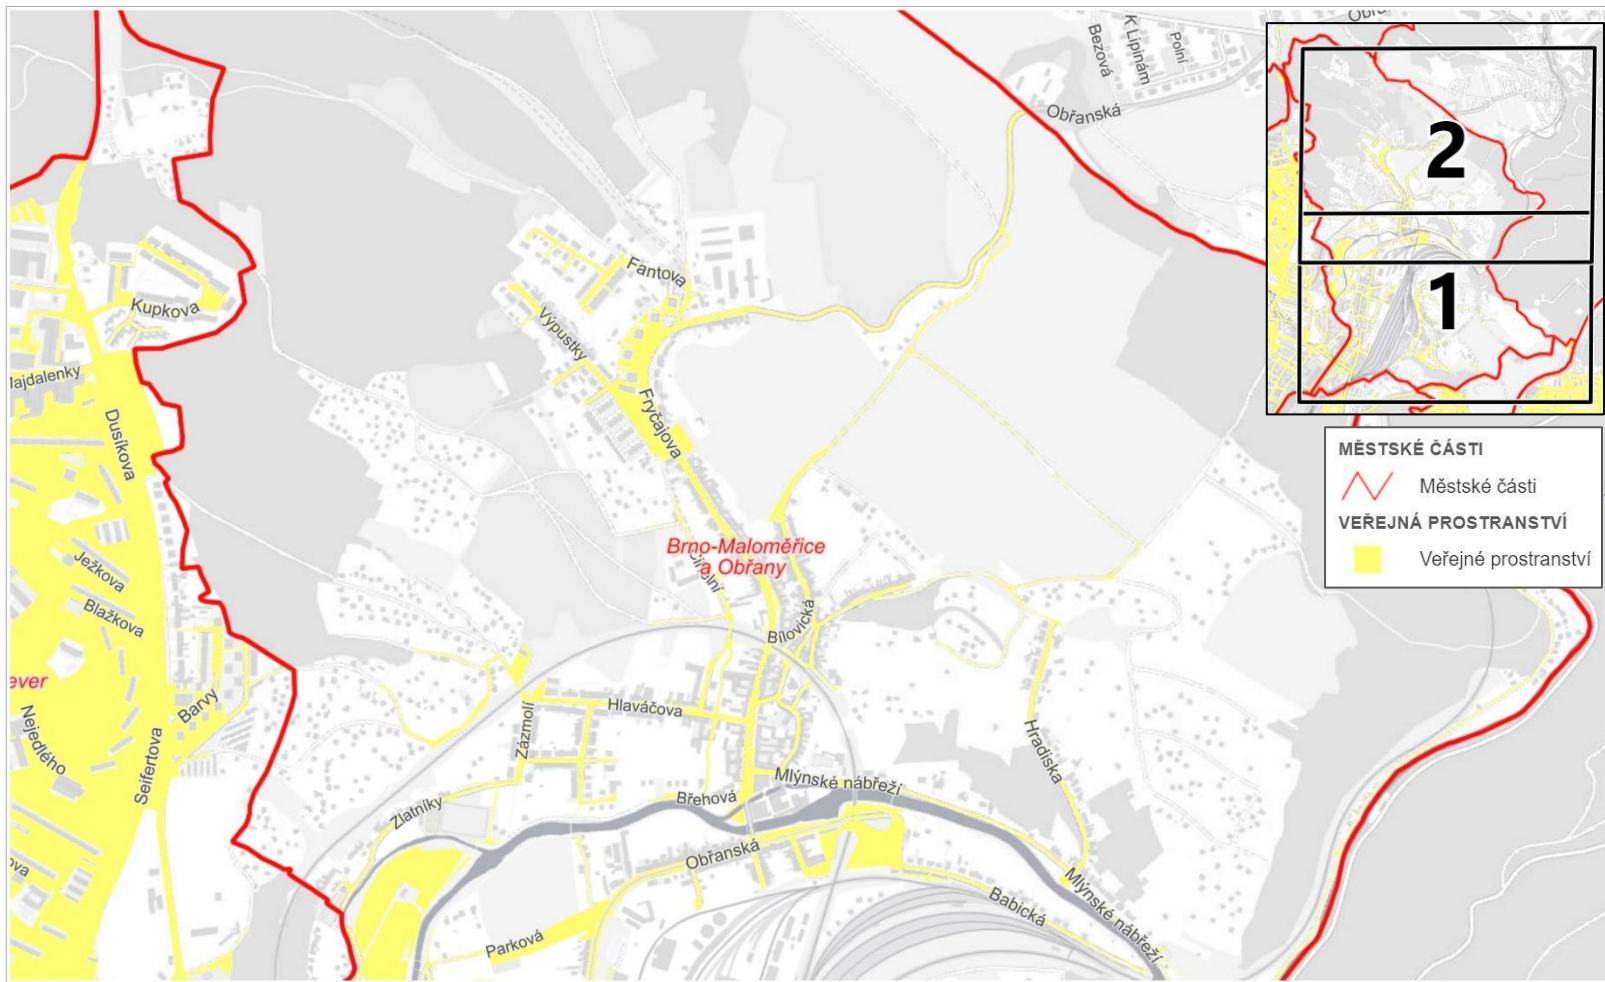 Bezová
K Lipinám
Polní
Obřanská
2
1
MĚSTSKÉ ČÁSTI
Městské části
VEŘEJNÁ PROSTRANSTVÍ
Veřejné prostranství
Fantova
Kupkova
Výpustky
Majdalenky
Dusíkova
Fryčajova
Brno-Maloměřice
a Obřany
Ježkova
Blažkova
Bílovická
Barvy
Nejedlého
Seifertova
Hlaváčova
Zázmolí
Hradiska
Mlýnské nábřeží
Břehová
Zlatníky
Obřanská
Mlýnské nábřeží
Babická
Parková